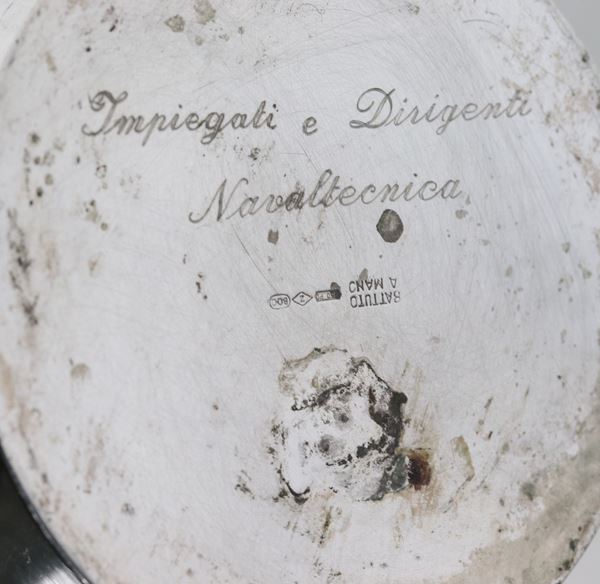 Impiegati e Dirigenti
Navaltecnica
BATTUTO
A MANO
Z